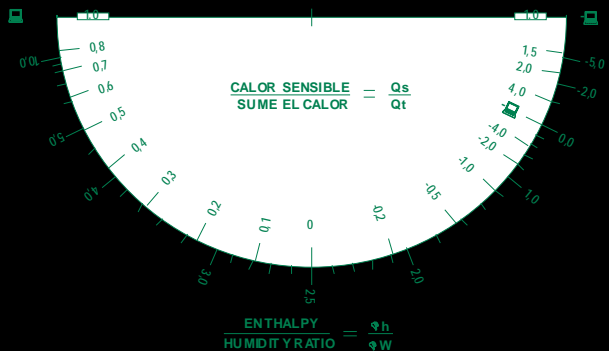 1.0 1.0
0,8 1,5
0,7 2,0
0,6 4,0
0,5 -4,0
0,4 -2,0
0,3 -1,0
0,2 -0,5
0,1 0 -0,2
10,0 -5,0
5,0 -2,0
4,0 0,0
3,0 1,0
2,5 2,0
CALOR SENSIBLE = Qs
SUME EL CALOR Qt
ENTHALPY = h
HUMIDITY RATIO W